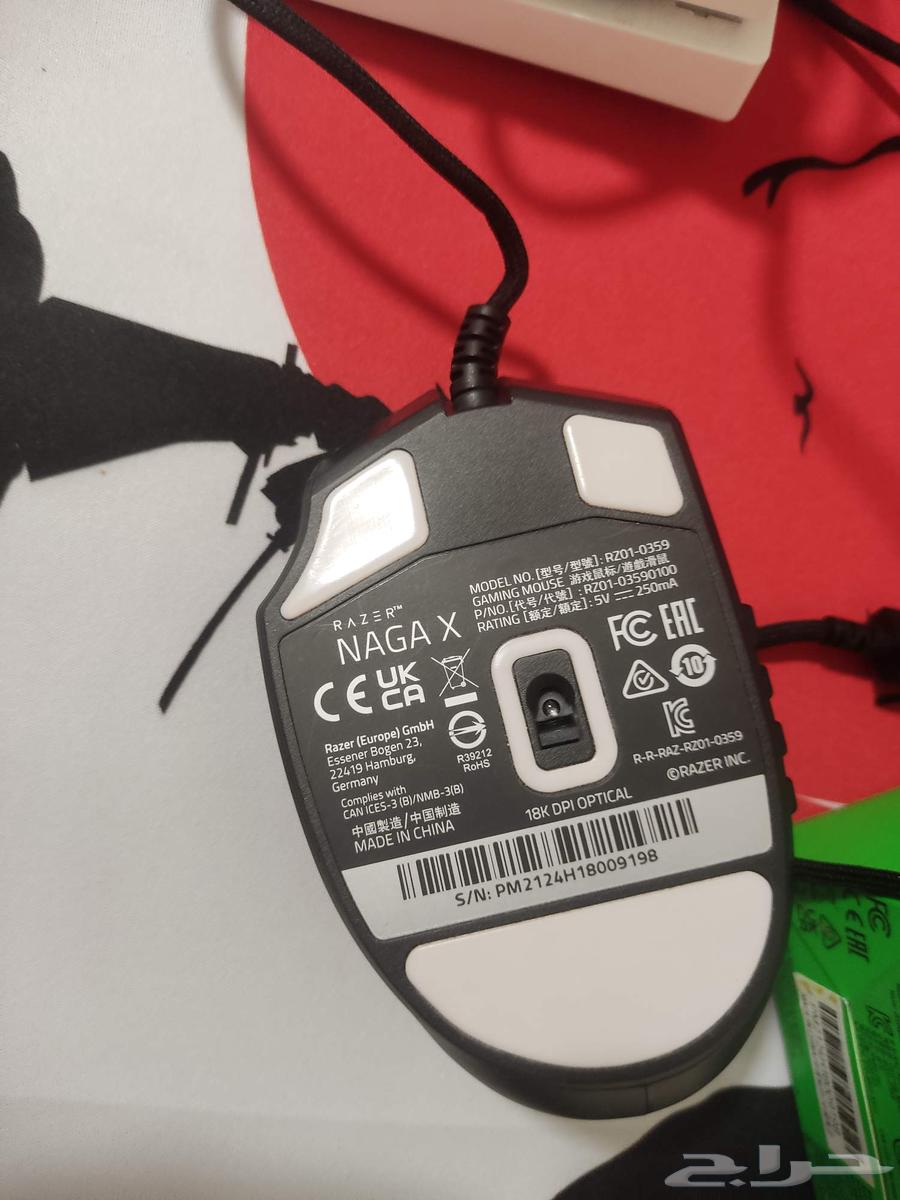 MODEL NO. [型号/型號]: RZ01-0359
GAMING MOUSE 游戏鼠标/遊戲滑鼠
P/NO. [代号/代號] : RZ01-03590100
RATING [额定/額定] : 5V ⎓ 250mA
RAZER™
NAGA X
FC EAC
CE UK CA
10
R39212
RoHS
Razer (Europe) GmbH
Essener Bogen 23,
22419 Hamburg,
Germany
Complies with
CAN ICES-3 (B)/NMB-3(B)
中國製造/中国制造
MADE IN CHINA
R-R-RAZ-RZ01-0359
©RAZER INC.
18K DPI OPTICAL
S/N: PM2124H18009198
FC CE EAC
حراج